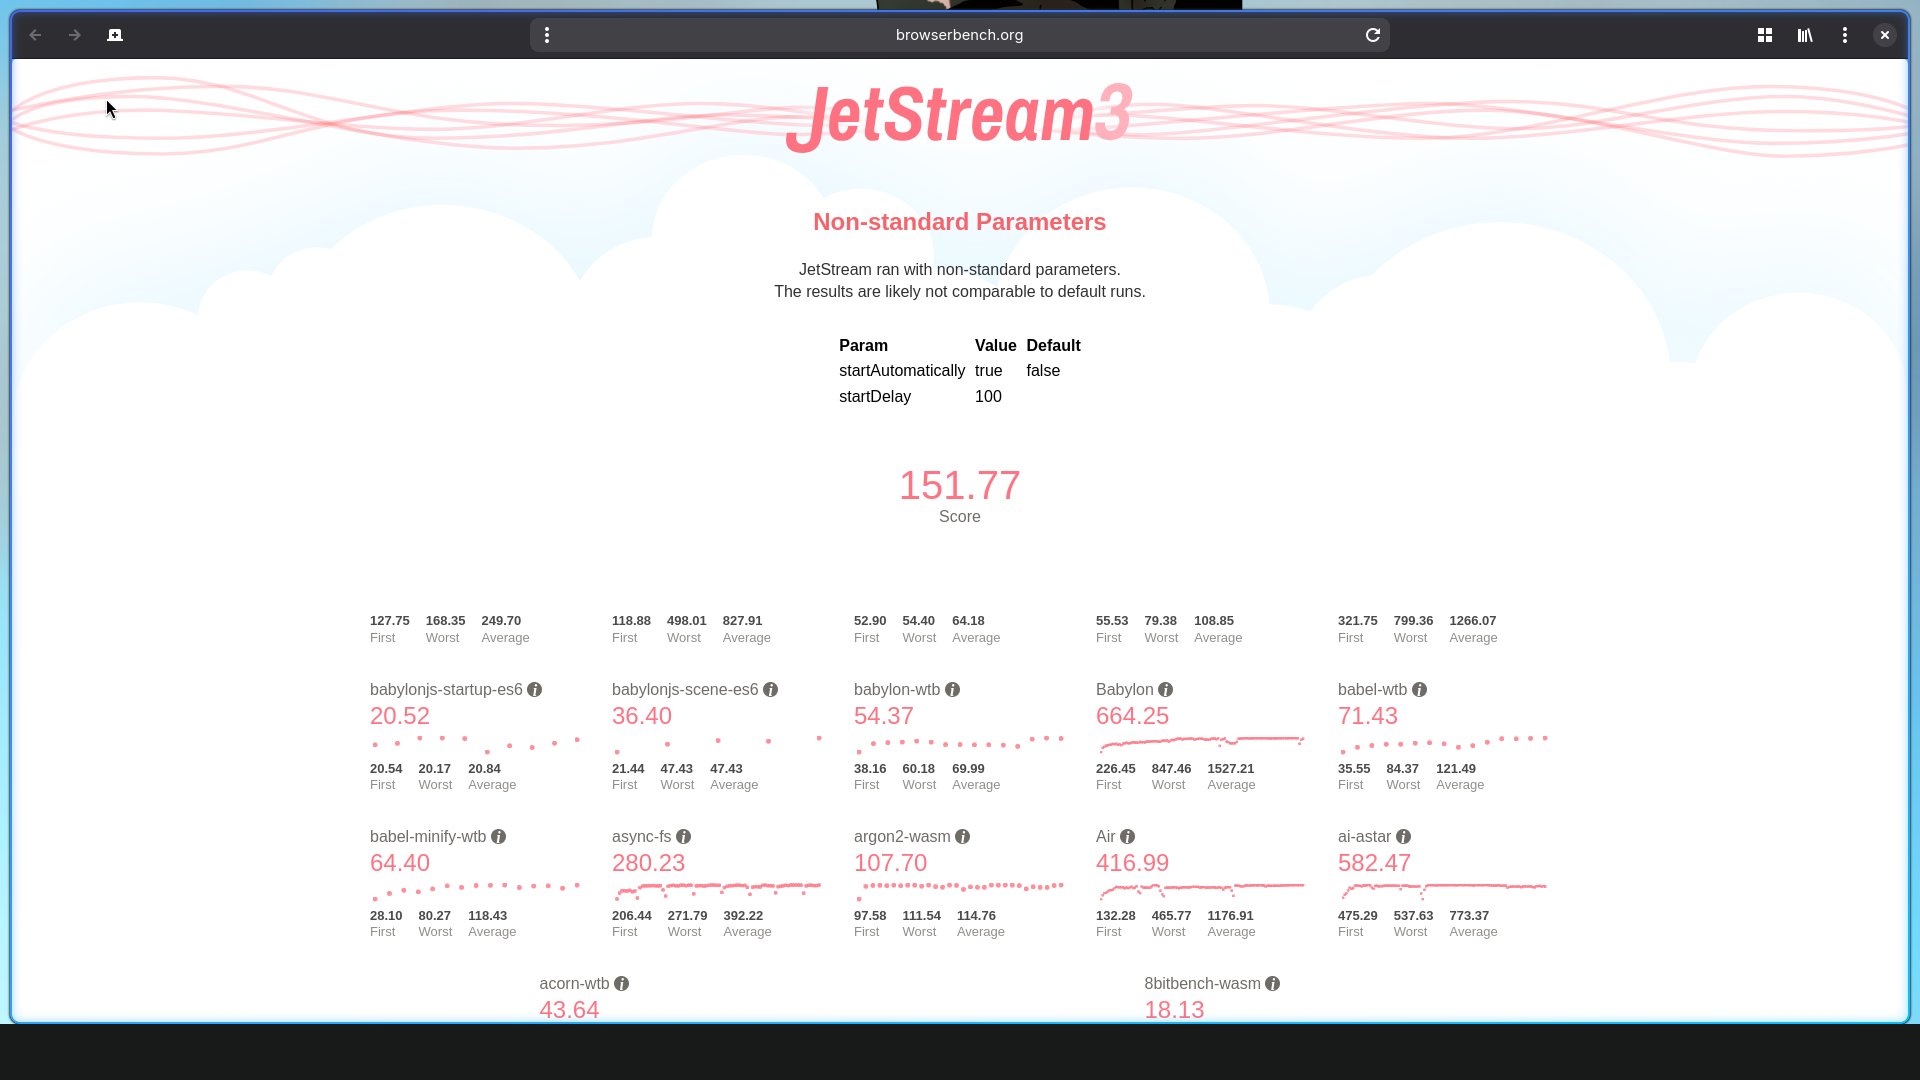 browserbench.org
JetStream3
Non-standard Parameters
JetStream ran with non-standard parameters.
The results are likely not comparable to default runs.
Param Value Default
startAutomatically true false
startDelay 100
151.77
Score
127.75 168.35 249.70 118.88 498.01 827.91 52.90 54.40 64.18 55.53 79.38 108.85 321.75 799.36 1266.07
First Worst Average First Worst Average First Worst Average First Worst Average First Worst Average
babylonjs-startup-es6 i babylonjs-scene-es6 i babylon-wtb i Babylon i babel-wtb i
20.52 36.40 54.37 664.25 71.43
20.54 20.17 20.84 21.44 47.43 47.43 38.16 60.18 69.99 226.45 847.46 1527.21 35.55 84.37 121.49
First Worst Average First Worst Average First Worst Average First Worst Average First Worst Average
babel-minify-wtb i async-fs i argon2-wasm i Air i ai-astar i
64.40 280.23 107.70 416.99 582.47
28.10 80.27 118.43 206.44 271.79 392.22 97.58 111.54 114.76 132.28 465.77 1176.91 475.29 537.63 773.37
First Worst Average First Worst Average First Worst Average First Worst Average First Worst Average
acorn-wtb i 8bitbench-wasm i
43.64 18.13